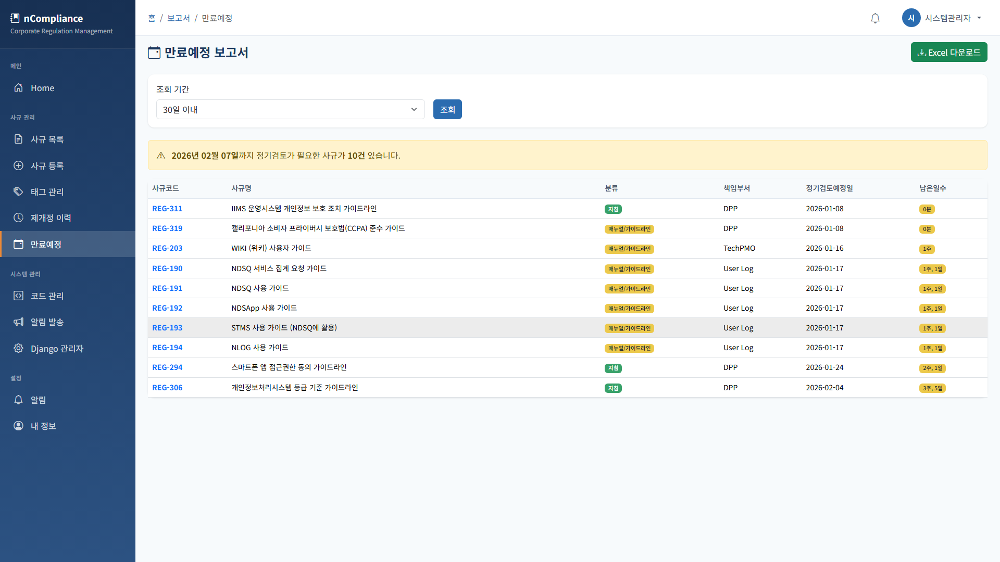 nCompliance
Corporate Regulation Management
메인
Home
사규 관리
사규 목록
사규 등록
태그 관리
제개정 이력
만료예정
시스템 관리
코드 관리
알림 발송
Django 관리자
설정
알림
내 정보
홈 / 보고서 / 만료예정
시 시스템관리자
만료예정 보고서
Excel 다운로드
조회 기간
30일 이내
조회
2026년 02월 07일까지 정기검토가 필요한 사규가 10건 있습니다.
사규코드 사규명 분류 책임부서 정기검토예정일 남은일수
REG-311 IIMS 운영시스템 개인정보 보호 조치 가이드라인 지침 DPP 2026-01-08 0분
REG-319 캘리포니아 소비자 프라이버시 보호법(CCPA) 준수 가이드 매뉴얼/가이드라인 DPP 2026-01-08 0분
REG-203 WIKI (위키) 사용자 가이드 매뉴얼/가이드라인 TechPMO 2026-01-16 1주
REG-190 NDSQ 서비스 집계 요청 가이드 매뉴얼/가이드라인 User Log 2026-01-17 1주, 1일
REG-191 NDSQ 사용 가이드 매뉴얼/가이드라인 User Log 2026-01-17 1주, 1일
REG-192 NDSApp 사용 가이드 매뉴얼/가이드라인 User Log 2026-01-17 1주, 1일
REG-193 STMS 사용 가이드 (NDSQ에 활용) 매뉴얼/가이드라인 User Log 2026-01-17 1주, 1일
REG-194 NLOG 사용 가이드 매뉴얼/가이드라인 User Log 2026-01-17 1주, 1일
REG-294 스마트폰 앱 접근권한 동의 가이드라인 지침 DPP 2026-01-24 2주, 1일
REG-306 개인정보처리시스템 등급 기준 가이드라인 지침 DPP 2026-02-04 3주, 5일